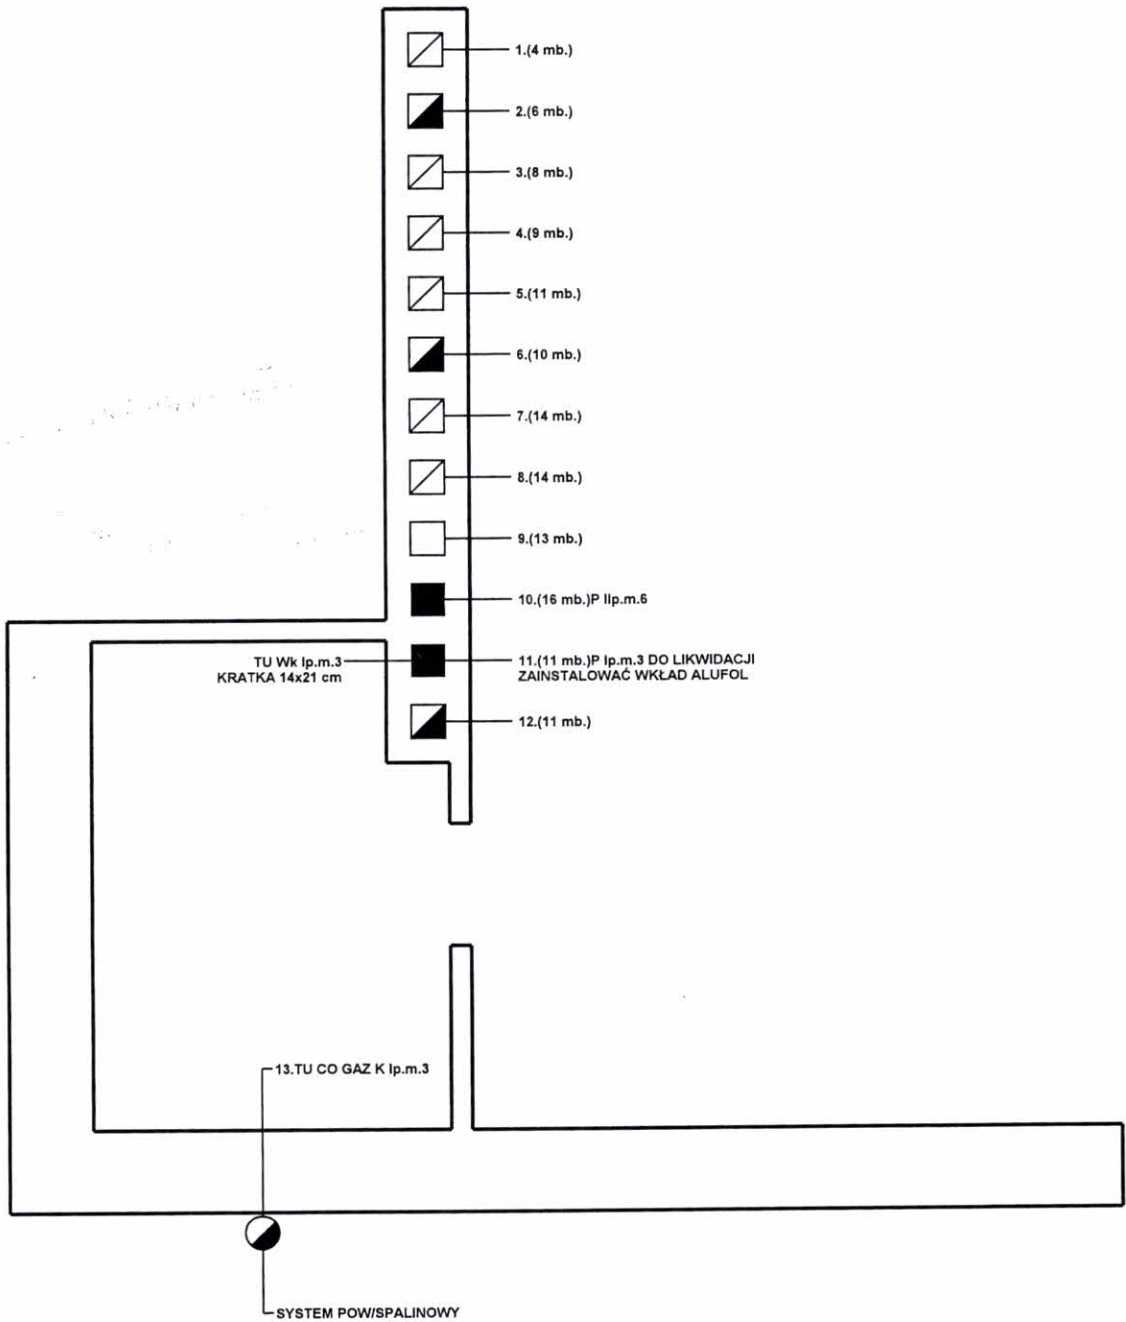 1.(4 mb.)
2.(6 mb.)
3.(8 mb.)
4.(9 mb.)
5.(11 mb.)
6.(10 mb.)
7.(14 mb.)
8.(14 mb.)
9.(13 mb.)
10.(16 mb.)P IIp.m.6
TU Wk Ip.m.3
KRATKA 14x21 cm
11.(11 mb.)P Ip.m.3 DO LIKWIDACJI
ZAINSTALOWAĆ WKŁAD ALUFOL
12.(11 mb.)
13.TU CO GAZ K Ip.m.3
SYSTEM POW/SPALINOWY